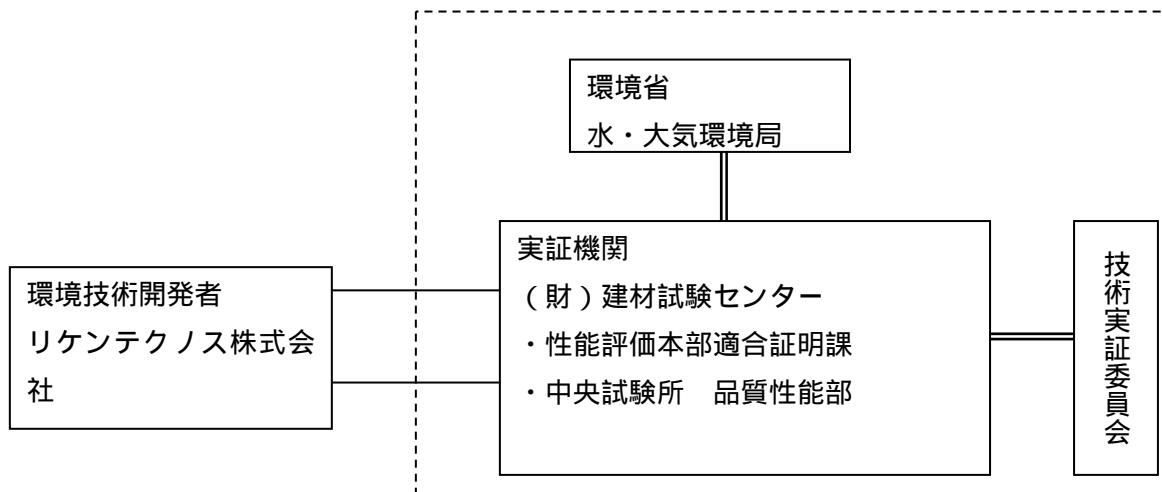 環境省
水・大気環境局
環境技術開発者
リケンテクノス株式会
社
実証機関
（財）建材試験センター
・性能評価本部適合証明課
・中央試験所　品質性能部
技術実証委員会